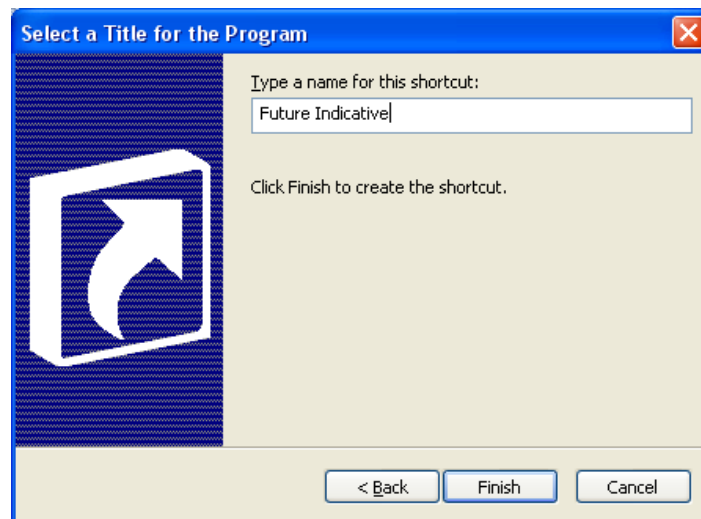 Select a Title for the Program
Type a name for this shortcut:
Future Indicative
Click Finish to create the shortcut.
< Back
Finish
Cancel